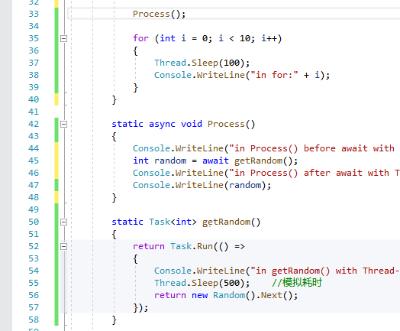 32
33 Process();
34
35 for (int i = 0; i < 10; i++)
36 {
37 Thread.Sleep(100);
38 Console.WriteLine("in for:" + i);
39 }
40 }
41
42 static async void Process()
43 {
44 Console.WriteLine("in Process() before await with
45 int random = await getRandom();
46 Console.WriteLine("in Process() after await with T
47 Console.WriteLine(random);
48 }
49
50 static Task<int> getRandom()
51 {
52 return Task.Run(() =>
53 {
54 Console.WriteLine("in getRandom() with Thread-
55 Thread.Sleep(500); //模拟耗时
56 return new Random().Next();
57 });
58 }